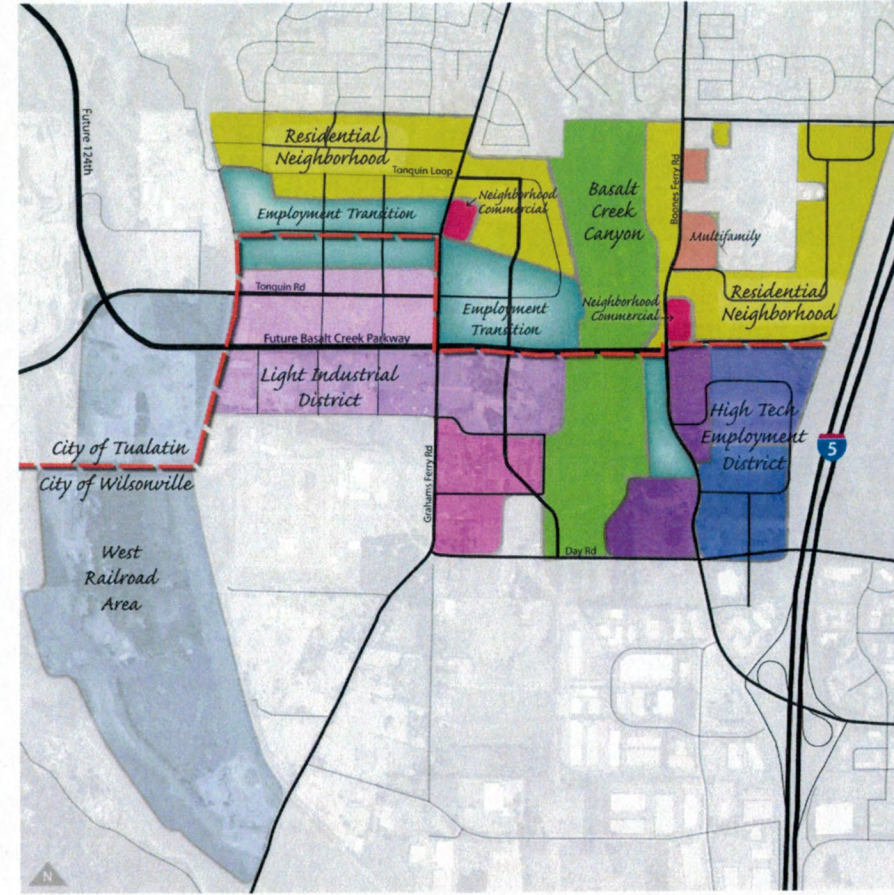 Future 124th
Residential
Neighborhood
Tonquin Loop
Employment Transition
Neighborhood
Commercial
Basalt
Creek
Canyon
Boones Ferry Rd
Multifamily
Tonquin Rd
Employment
Transition
Neighborhood
Commercial
Residential
Neighborhood
Future Basalt Creek Parkway
Light Industrial
District
High Tech
Employment
District
5
City of Tualatin
City of Wilsonville
Grahams Ferry Rd
West
Railroad
Area
Day Rd
N